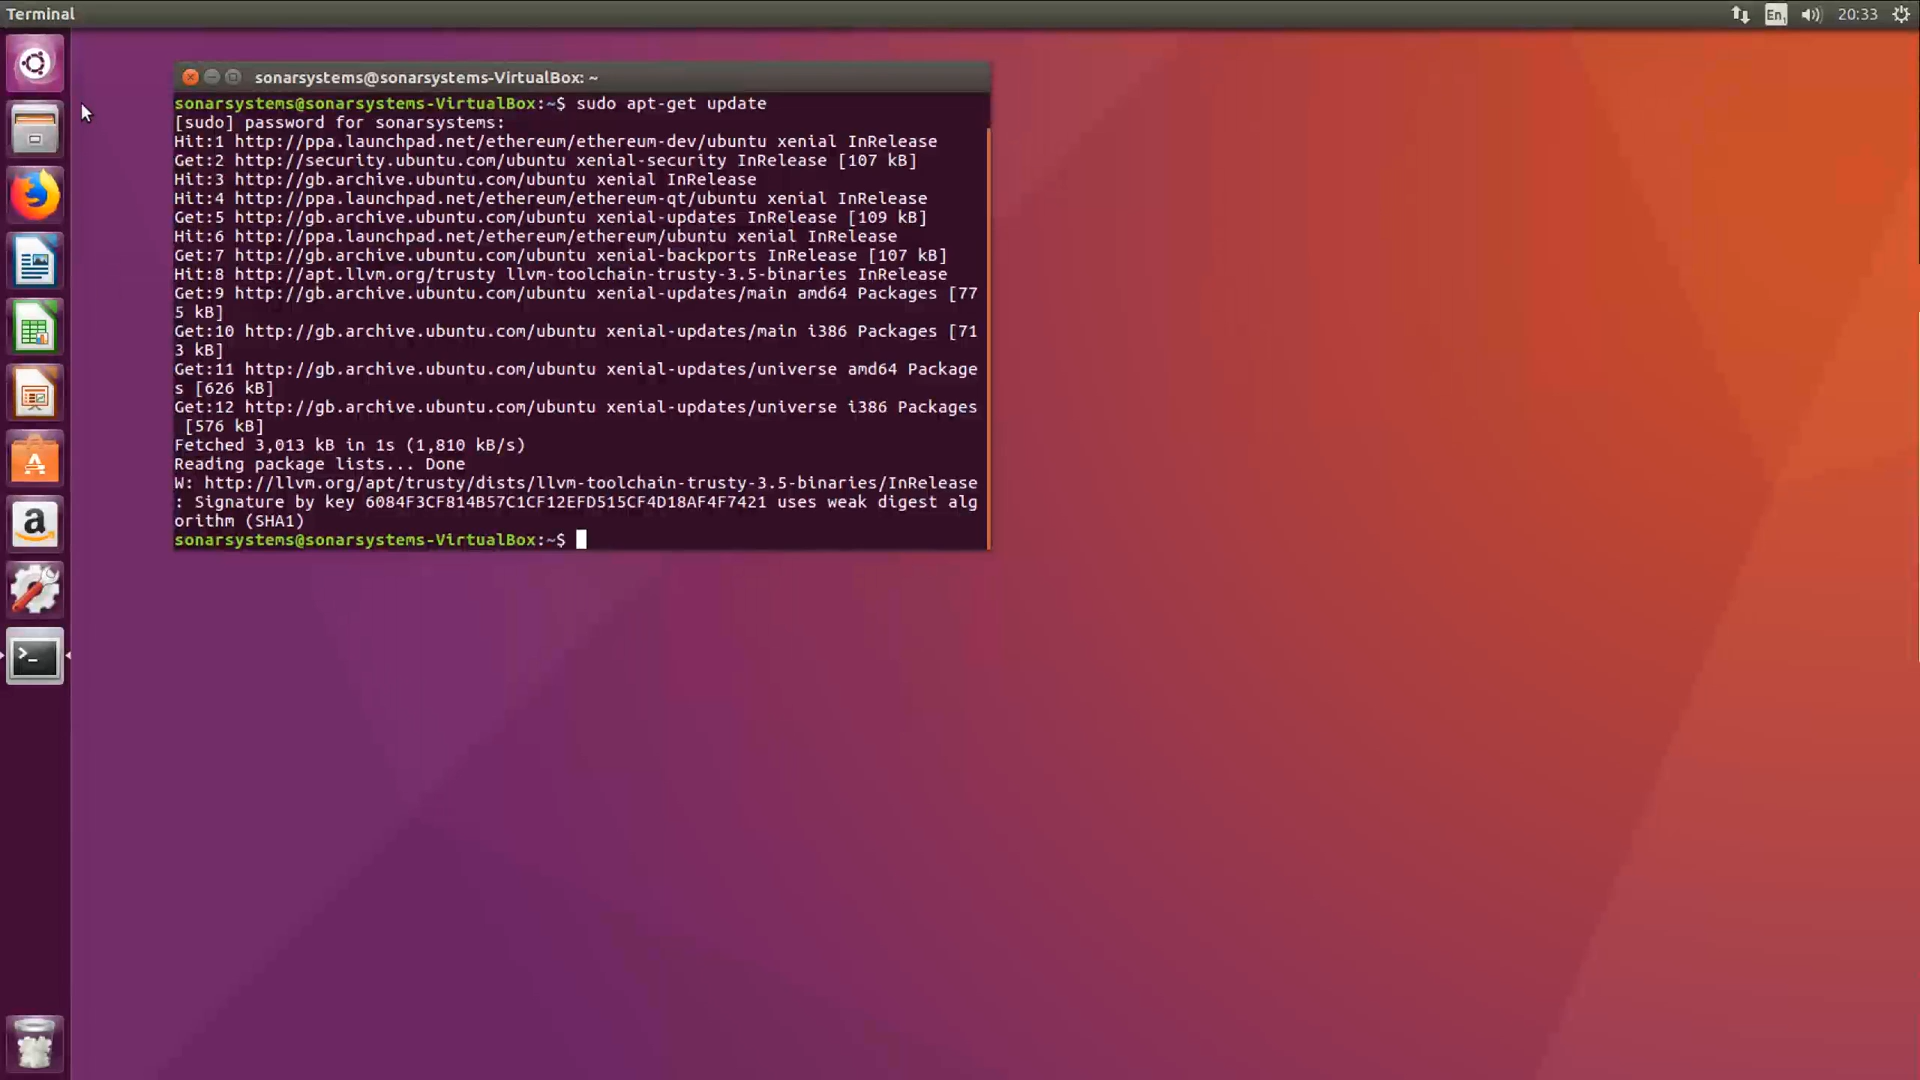 Terminal
En1
20:33
sonarsystems@sonarsystems-VirtualBox: ~
sonarsystems@sonarsystems-VirtualBox:~$ sudo apt-get update
[sudo] password for sonarsystems:
Hit:1 http://ppa.launchpad.net/ethereum/ethereum-dev/ubuntu xenial InRelease
Get:2 http://security.ubuntu.com/ubuntu xenial-security InRelease [107 kB]
Hit:3 http://gb.archive.ubuntu.com/ubuntu xenial InRelease
Hit:4 http://ppa.launchpad.net/ethereum/ethereum-qt/ubuntu xenial InRelease
Get:5 http://gb.archive.ubuntu.com/ubuntu xenial-updates InRelease [109 kB]
Hit:6 http://ppa.launchpad.net/ethereum/ethereum/ubuntu xenial InRelease
Get:7 http://gb.archive.ubuntu.com/ubuntu xenial-backports InRelease [107 kB]
Hit:8 http://apt.llvm.org/trusty llvm-toolchain-trusty-3.5-binaries InRelease
Get:9 http://gb.archive.ubuntu.com/ubuntu xenial-updates/main amd64 Packages [77
5 kB]
Get:10 http://gb.archive.ubuntu.com/ubuntu xenial-updates/main i386 Packages [71
3 kB]
Get:11 http://gb.archive.ubuntu.com/ubuntu xenial-updates/universe amd64 Package
s [626 kB]
Get:12 http://gb.archive.ubuntu.com/ubuntu xenial-updates/universe i386 Packages
[576 kB]
Fetched 3,013 kB in 1s (1,810 kB/s)
Reading package lists... Done
W: http://llvm.org/apt/trusty/dists/llvm-toolchain-trusty-3.5-binaries/InRelease
: Signature by key 6084F3CF814B57C1CF12EFD515CF4D18AF4F7421 uses weak digest alg
orithm (SHA1)
sonarsystems@sonarsystems-VirtualBox:~$